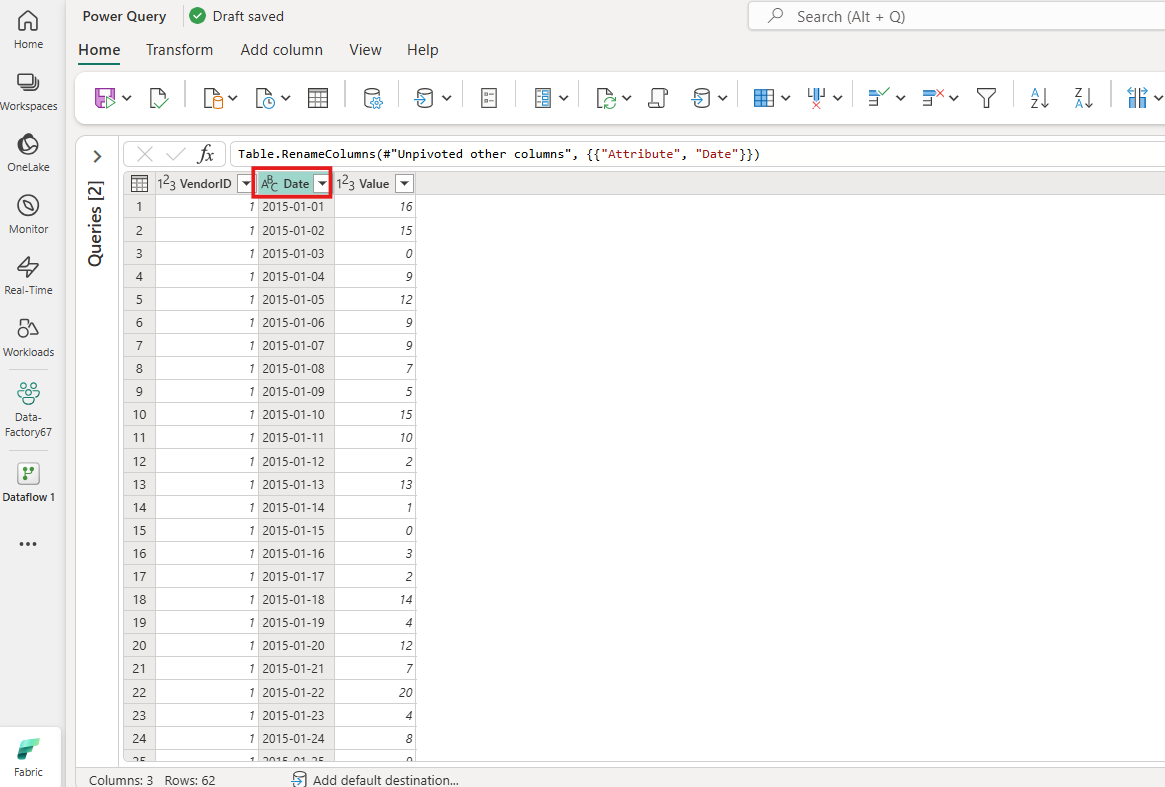 Power Query
Draft saved
Search (Alt + Q)
Home
Transform
Add column
View
Help
Home
Workspaces
OneLake
Monitor
Real-Time
Workloads
Data-
Factory67
Dataflow 1
Fabric
Queries [2]
fx
Table.RenameColumns(#"Unpivoted other columns", {{"Attribute", "Date"}})
123 VendorID ABC Date 123 Value
1 1 2015-01-01 16
2 1 2015-01-02 15
3 1 2015-01-03 0
4 1 2015-01-04 9
5 1 2015-01-05 12
6 1 2015-01-06 9
7 1 2015-01-07 9
8 1 2015-01-08 7
9 1 2015-01-09 5
10 1 2015-01-10 15
11 1 2015-01-11 10
12 1 2015-01-12 2
13 1 2015-01-13 13
14 1 2015-01-14 1
15 1 2015-01-15 0
16 1 2015-01-16 3
17 1 2015-01-17 2
18 1 2015-01-18 14
19 1 2015-01-19 4
20 1 2015-01-20 12
21 1 2015-01-21 7
22 1 2015-01-22 20
23 1 2015-01-23 4
24 1 2015-01-24 8
25 1 2015-01-25
Columns: 3 Rows: 62
Add default destination...